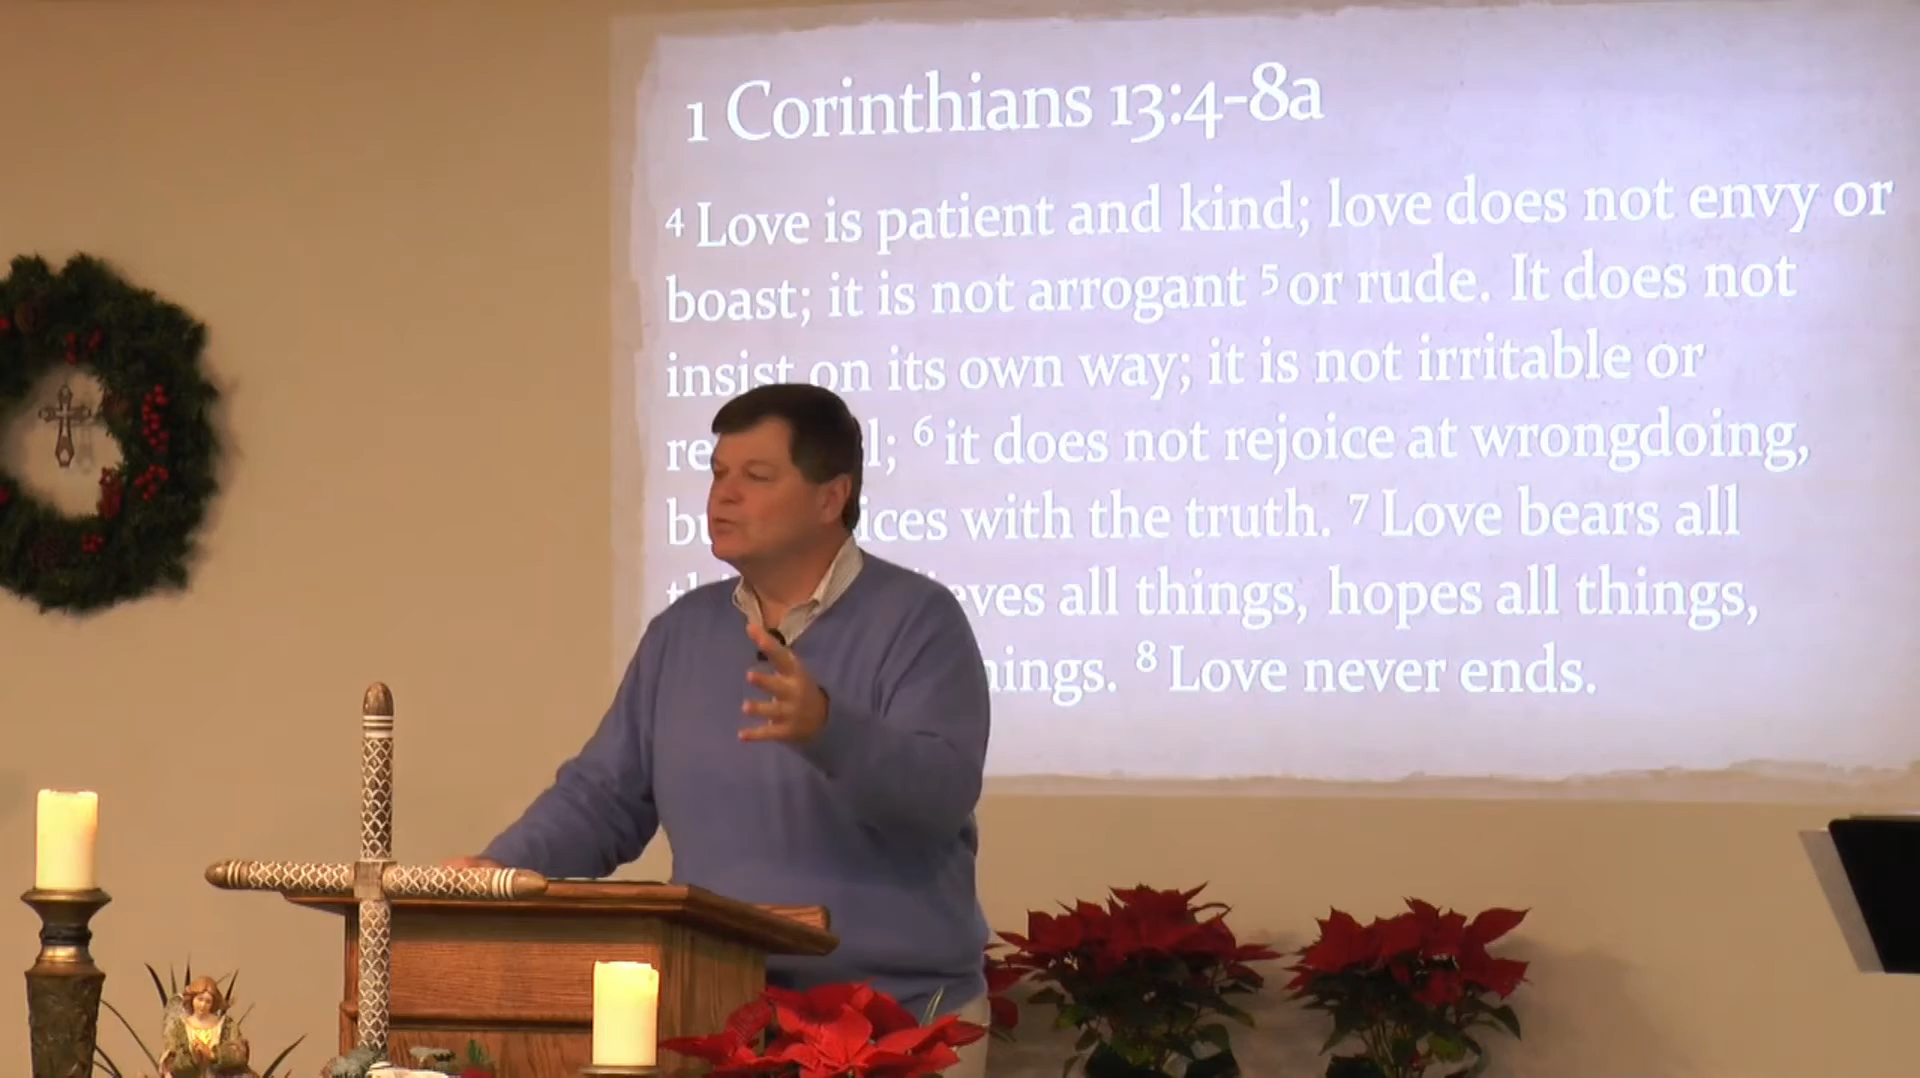 1 Corinthians 13:4-8a
4 Love is patient and kind; love does not envy or
boast; it is not arrogant 5 or rude. It does not
insist on its own way; it is not irritable or
6 it does not rejoice at wrongdoing,
with the truth. 7 Love bears all
all things, hopes all things,
8 Love never ends.